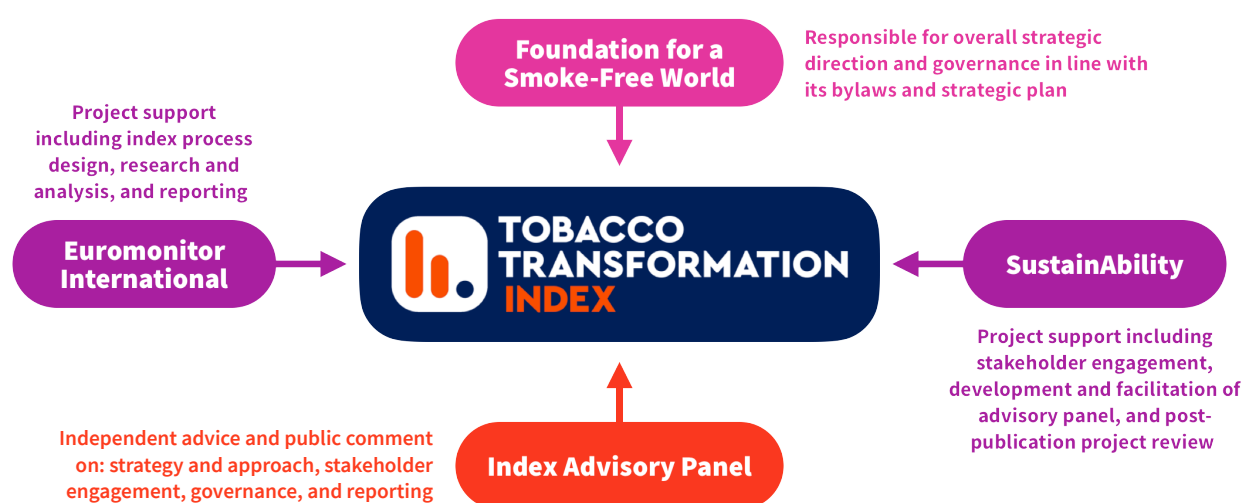 Foundation for a
Smoke-Free World
Responsible for overall strategic
direction and governance in line with
its bylaws and strategic plan
Project support
including index process
design, research and
analysis, and reporting
Euromonitor
International
TOBACCO
TRANSFORMATION
INDEX
SustainAbility
Project support including
stakeholder engagement,
development and facilitation of
advisory panel, and post-
publication project review
Independent advice and public comment
on: strategy and approach, stakeholder
engagement, governance, and reporting
Index Advisory Panel